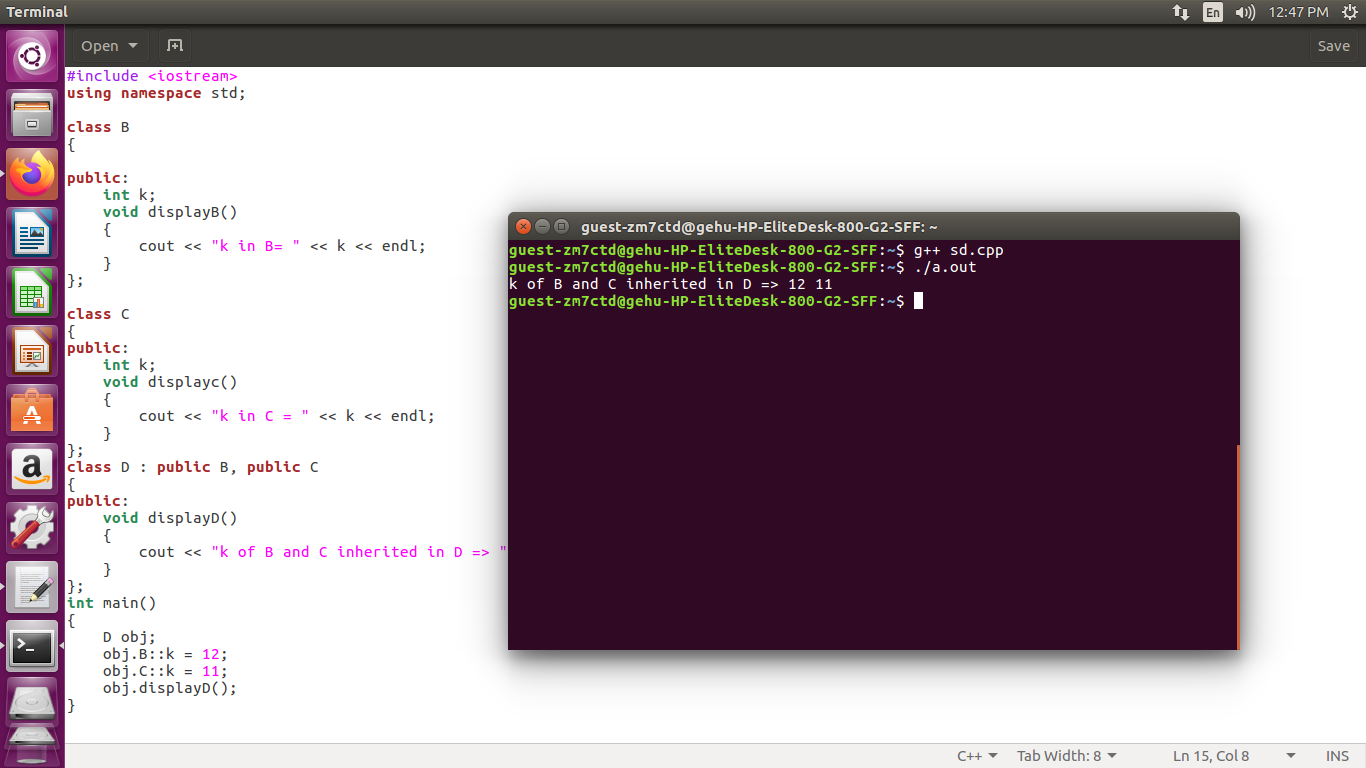 Terminal
En
12:47 PM
Open
Save
#include <iostream>
using namespace std;
class B
{
public:
    int k;
    void displayB()
    {
        cout << "k in B= " << k << endl;
    }
};
class C
{
public:
    int k;
    void displayc()
    {
        cout << "k in C = " << k << endl;
    }
};
class D : public B, public C
{
public:
    void displayD()
    {
        cout << "k of B and C inherited in D => "
    }
};
int main()
{
    D obj;
    obj.B::k = 12;
    obj.C::k = 11;
    obj.displayD();
}
guest-zm7ctd@gehu-HP-EliteDesk-800-G2-SFF: ~
guest-zm7ctd@gehu-HP-EliteDesk-800-G2-SFF:~$ g++ sd.cpp
guest-zm7ctd@gehu-HP-EliteDesk-800-G2-SFF:~$ ./a.out
k of B and C inherited in D => 12 11
guest-zm7ctd@gehu-HP-EliteDesk-800-G2-SFF:~$
C++
Tab Width: 8
Ln 15, Col 8
INS